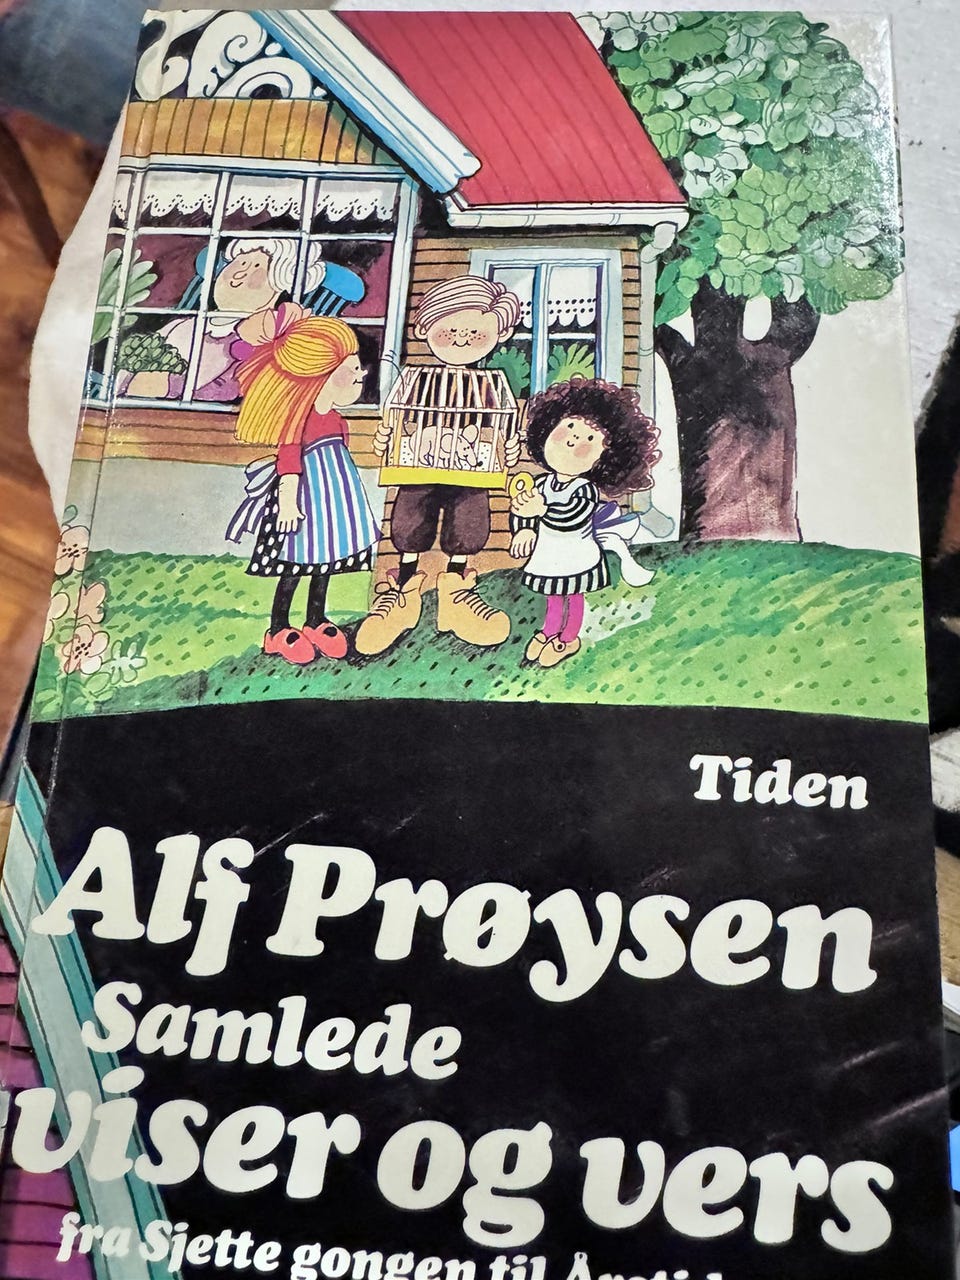 Tiden
Alf Prøysen
Samlede
viser og vers
fra Sjette gongen til